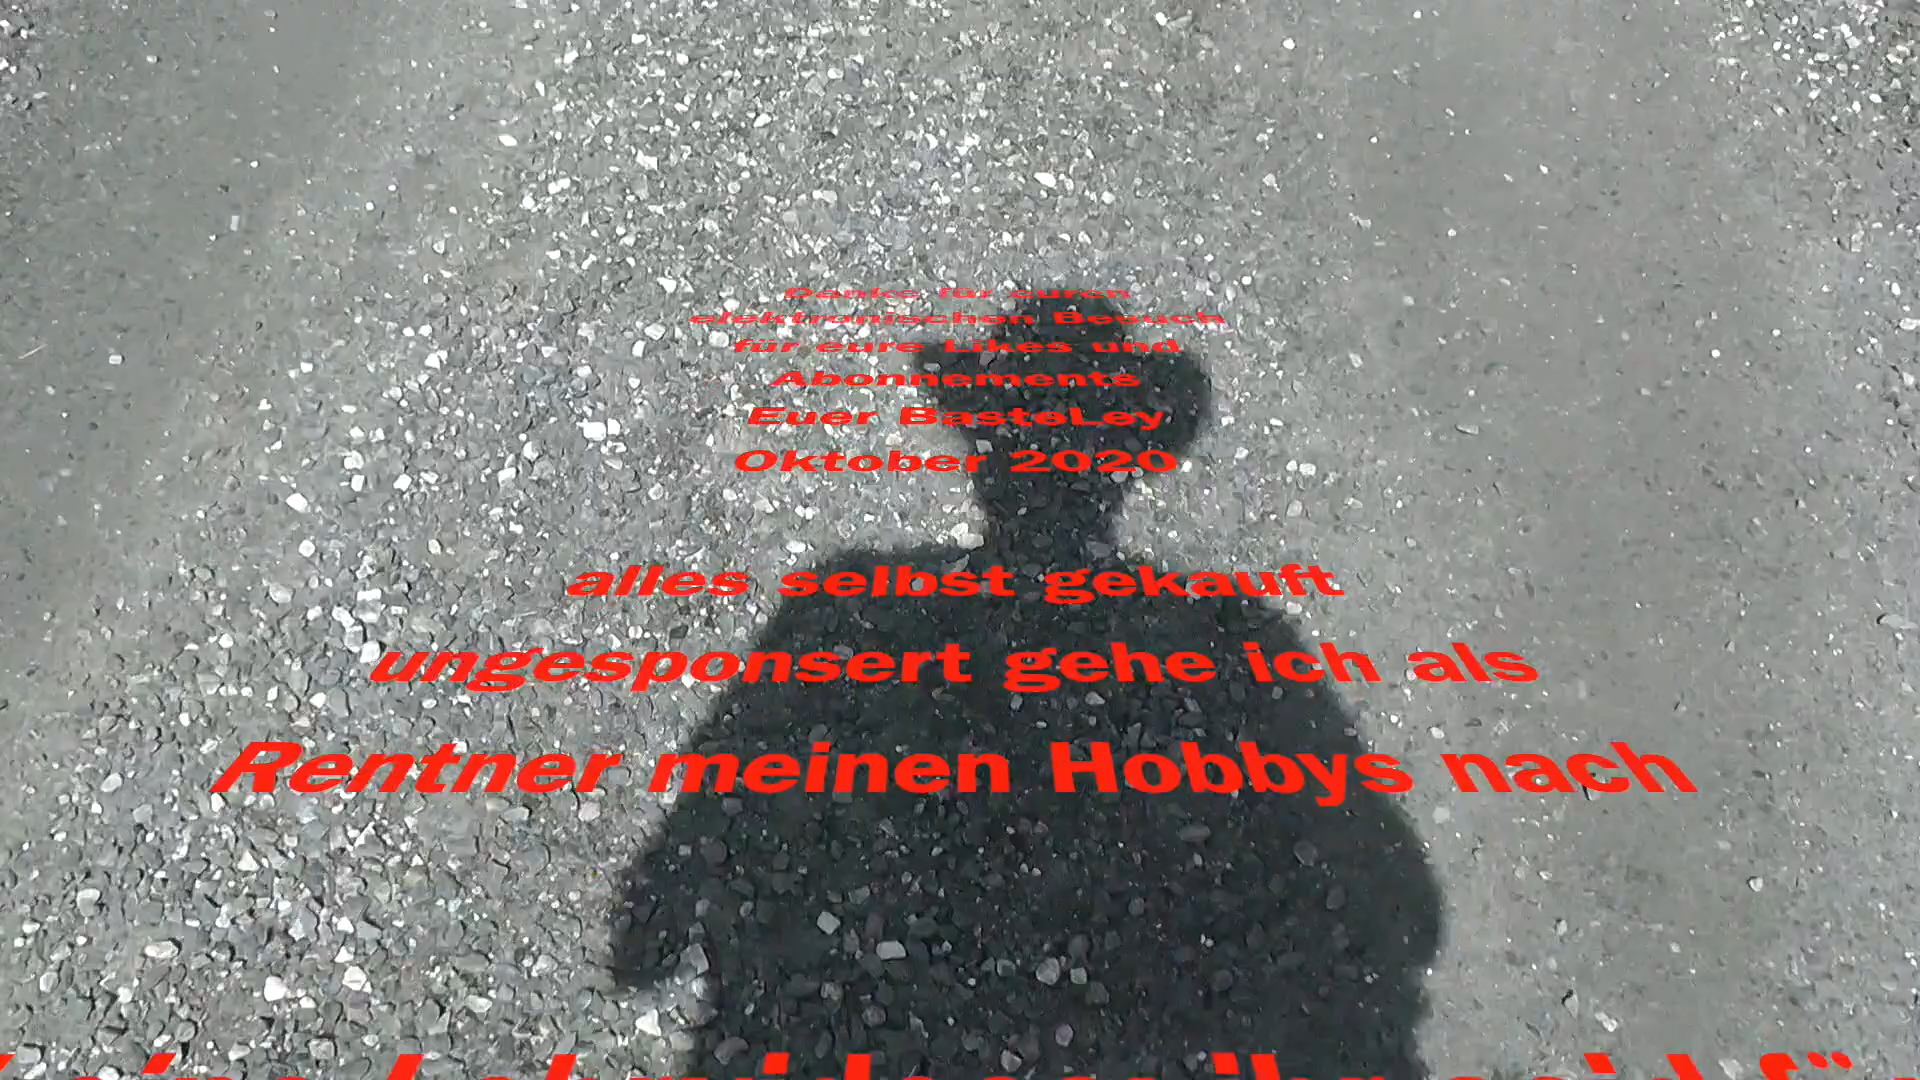 Danke für euren
elektronischen Besuch
für eure Likes und
Abonnements
Euer BasteLey
Oktober 2020
alles selbst gekauft
ungesponsert gehe ich als
Rentner meinen Hobbys nach